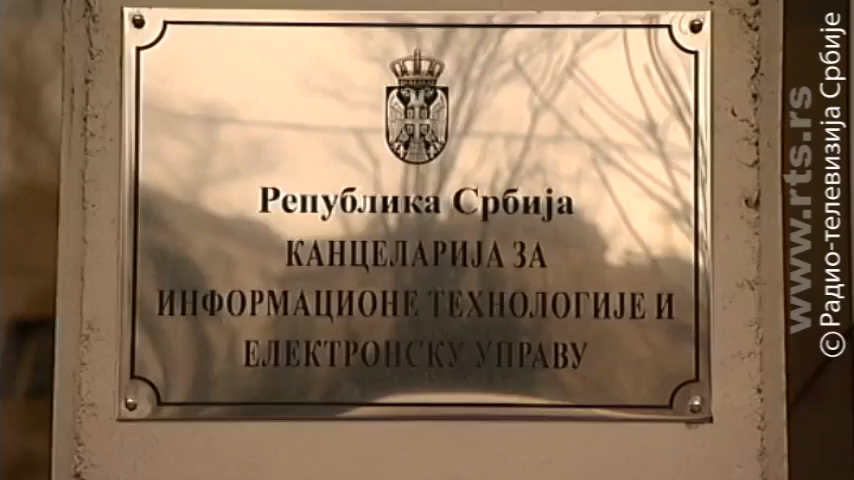 Република Србија
КАНЦЕЛАРИЈА ЗА
ИНФОРМАЦИОНЕ ТЕХНОЛОГИЈЕ И
ЕЛЕКТРОНСКУ УПРАВУ
www.rts.rs
©Радио-телевизија Србије